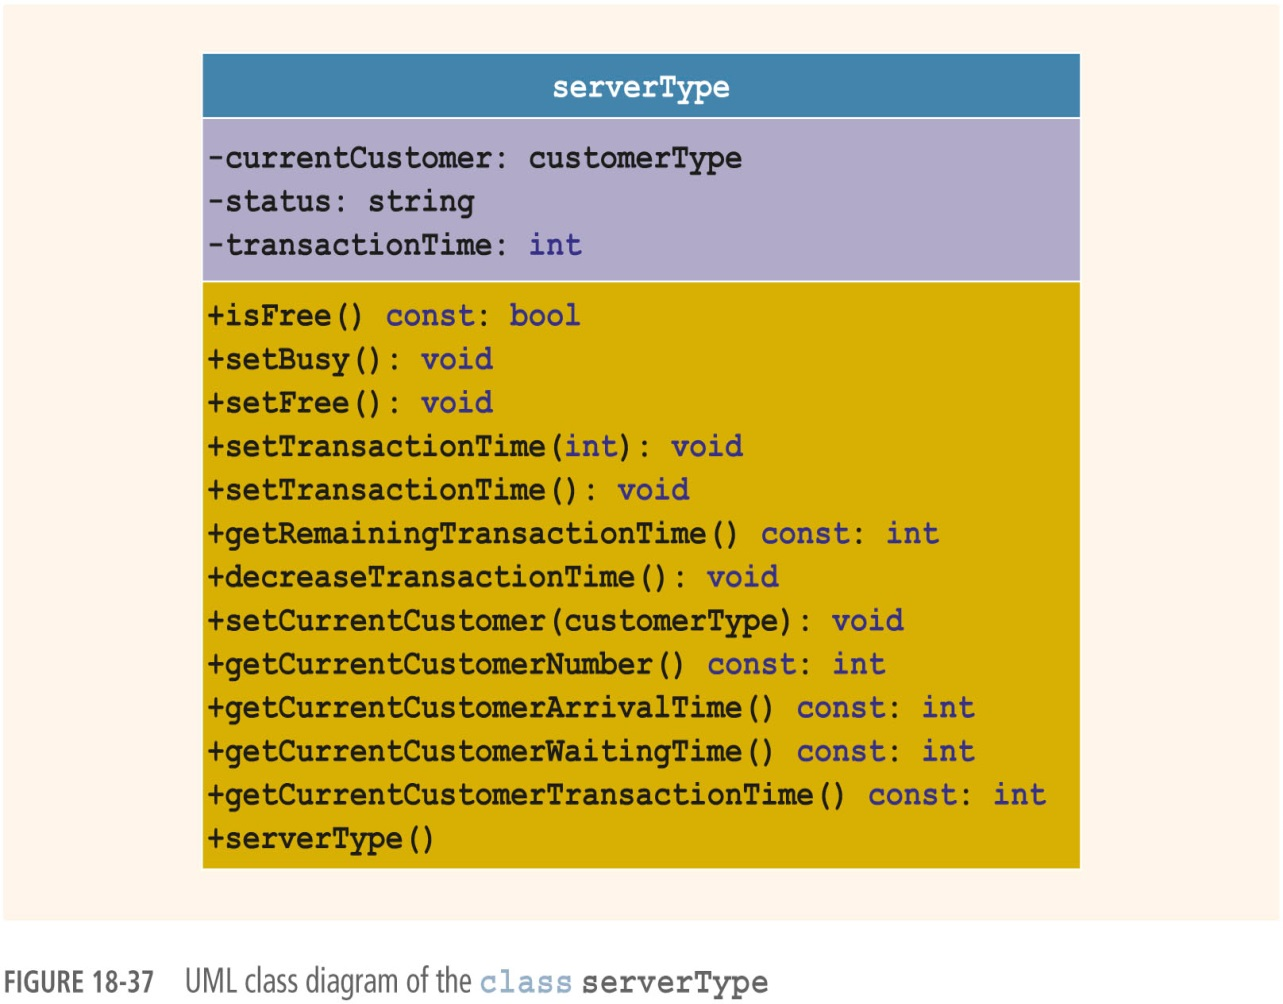 serverType
-currentCustomer: customerType
-status: string
-transactionTime: int
+isFree() const: bool
+setBusy(): void
+setFree(): void
+setTransactionTime(int): void
+setTransactionTime(): void
+getRemainingTransactionTime() const: int
+decreaseTransactionTime(): void
+setCurrentCustomer(customerType): void
+getCurrentCustomerNumber() const: int
+getCurrentCustomerArrivalTime() const: int
+getCurrentCustomerWaitingTime() const: int
+getCurrentCustomerTransactionTime() const: int
+serverType()
FIGURE 18-37 UML class diagram of the class serverType